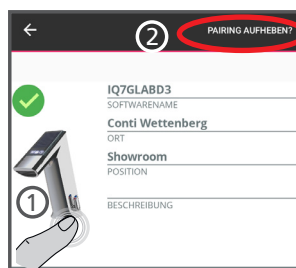 2
PAIRING AUFHEBEN?
IQ7GLABD3
SOFTWARENAME
Conti Wettenberg
ORT
Showroom
POSITION
1
BESCHREIBUNG